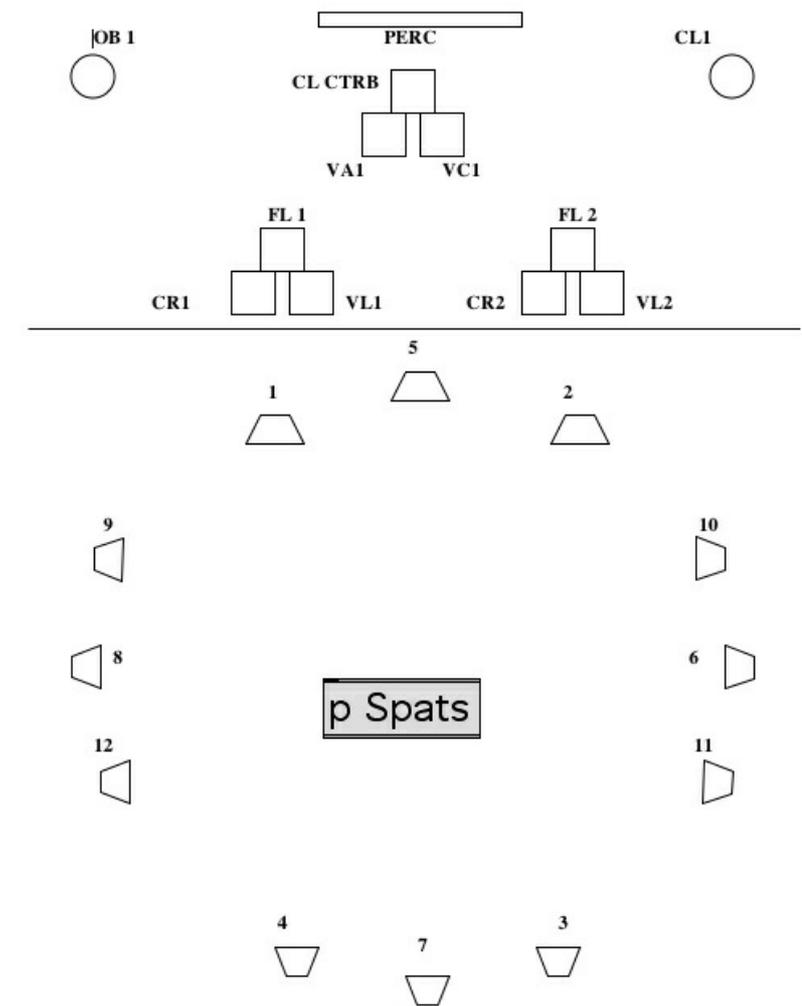 OB 1
PERC
CL1
CL CTRB
VA1
VC1
FL 1
FL 2
CR1
VL1
CR2
VL2
5
1
2
9
10
8
6
p Spats
12
11
4
3
7